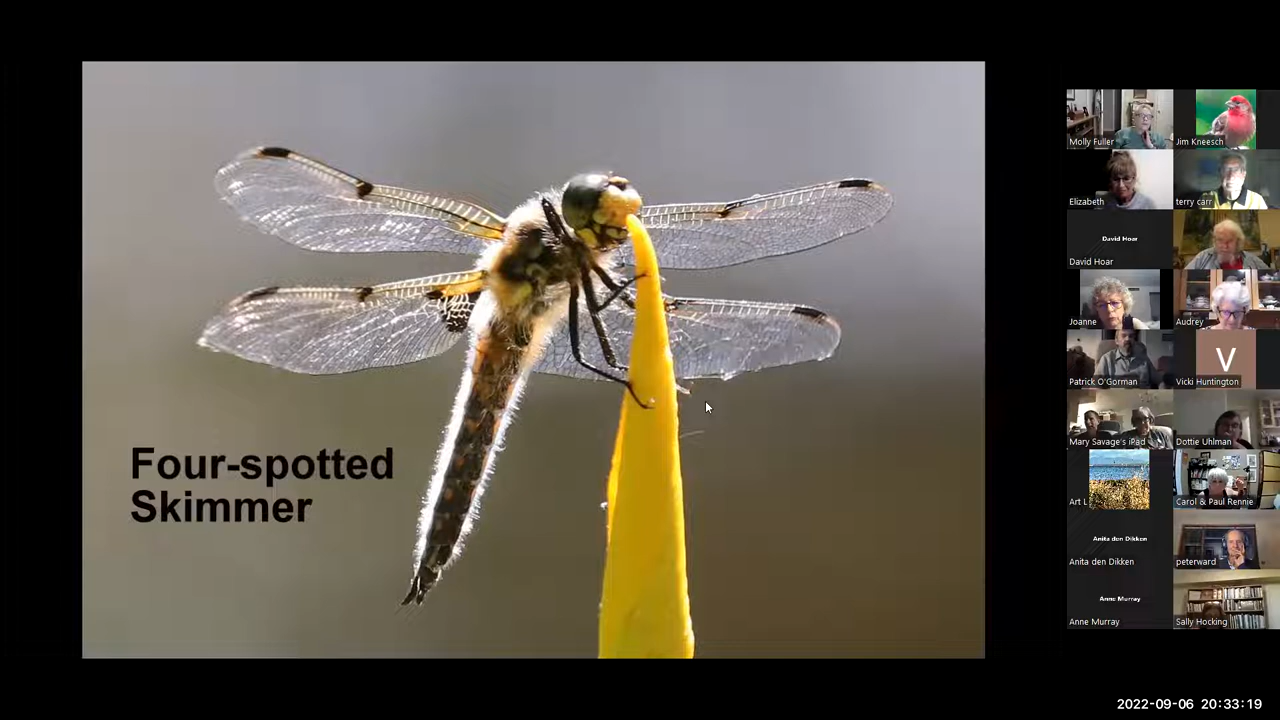 Four-spotted
Skimmer
Molly Fuller
Jim Kneesch
Elizabeth
terry carr
David Hoar
David Hoar
Joanne
Audrey
Patrick O'Gorman
V
Vicki Huntington
Mary Savage's iPad
Dottie Uhlman
Art L
Carol & Paul Rennie
Anita den Dikken
Anita den Dikken
peterward
Anne Murray
Anne Murray
Sally Hocking
2022-09-06 20:33:19